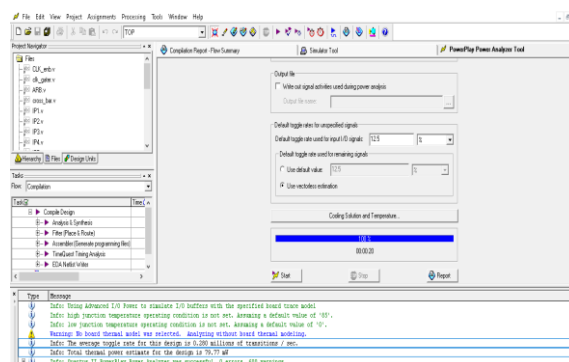 File Edit View Project Assignments Processing Tools Window Help
TOP
Project Navigator
Compilation Report - Flow Summary
Simulator Tool
PowerPlay Power Analyzer Tool
Files
CLK_enb.v
clk_gate.v
ARB.v
cross_bar.v
IP1.v
IP2.v
IP3.v
IP4.v
Hierarchy Files Design Units
Tasks
Flow: Compilation
Task
Compile Design
Analysis & Synthesis
Fitter (Place & Route)
Assembler (Generate programming files)
TimeQuest Timing Analysis
EDA Netlist Writer
Output file
Write out signal activities used during power analysis
Output file name:
Default toggle rates for unspecified signals
Default toggle rate used for input I/O signals: 12.5 %
Default toggle rate used for remaining signals
Use default value: 12.5 %
Use vectorless estimation
Cooling Solution and Temperature...
100 %
00:00:20
Start Stop Report
Type Message
Info: Using Advanced I/O Power to simulate I/O buffers with the specified board trace model
Info: high junction temperature operating condition is not set. Assuming a default value of '85'.
Info: low junction temperature operating condition is not set. Assuming a default value of '0'.
Warning: No board thermal model was selected. Analyzing without board thermal modeling.
Info: The average toggle rate for this design is 0.280 millions of transitions / sec.
Info: Total thermal power estimate for the design is 79.77 mW